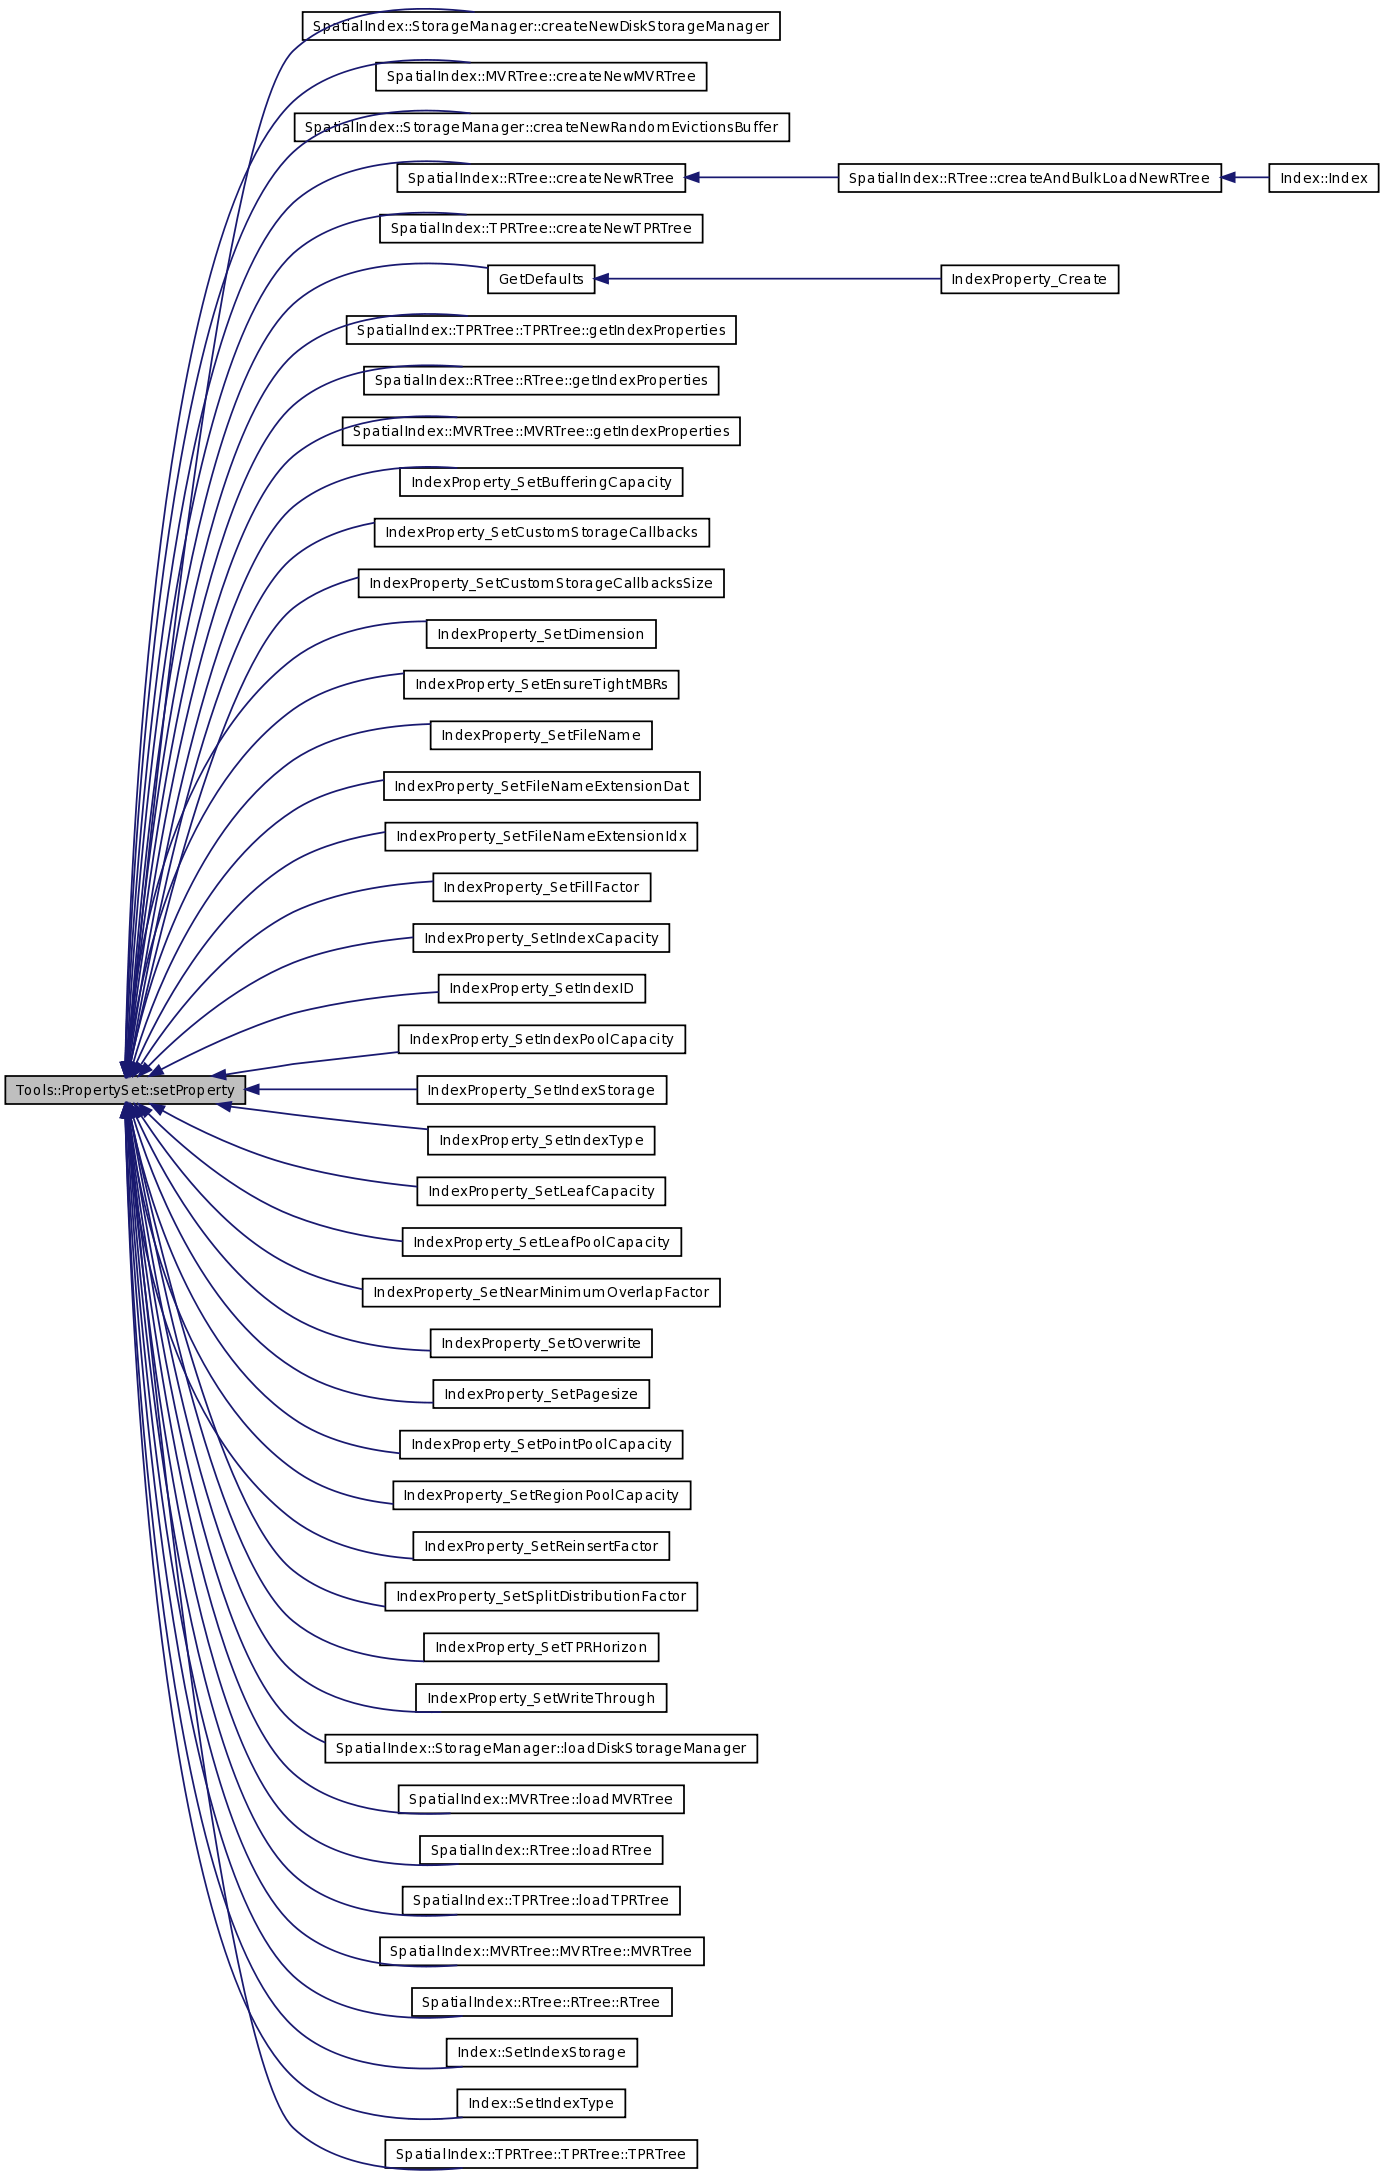 SpatialIndex::StorageManager::createNewDiskStorageManager
SpatialIndex::MVRTree::createNewMVRTree
SpatialIndex::StorageManager::createNewRandomEvictionsBuffer
SpatialIndex::RTree::createNewRTree
SpatialIndex::RTree::createAndBulkLoadNewRTree
Index::Index
SpatialIndex::TPRTree::createNewTPRTree
GetDefaults
IndexProperty_Create
SpatialIndex::TPRTree::TPRTree::getIndexProperties
SpatialIndex::RTree::RTree::getIndexProperties
SpatialIndex::MVRTree::MVRTree::getIndexProperties
IndexProperty_SetBufferingCapacity
IndexProperty_SetCustomStorageCallbacks
IndexProperty_SetCustomStorageCallbacksSize
IndexProperty_SetDimension
IndexProperty_SetEnsureTightMBRs
IndexProperty_SetFileName
IndexProperty_SetFileNameExtensionDat
IndexProperty_SetFileNameExtensionIdx
IndexProperty_SetFillFactor
IndexProperty_SetIndexCapacity
IndexProperty_SetIndexID
IndexProperty_SetIndexPoolCapacity
Tools::PropertySet::setProperty
IndexProperty_SetIndexStorage
IndexProperty_SetIndexType
IndexProperty_SetLeafCapacity
IndexProperty_SetLeafPoolCapacity
IndexProperty_SetNearMinimumOverlapFactor
IndexProperty_SetOverwrite
IndexProperty_SetPagesize
IndexProperty_SetPointPoolCapacity
IndexProperty_SetRegionPoolCapacity
IndexProperty_SetReinsertFactor
IndexProperty_SetSplitDistributionFactor
IndexProperty_SetTPRHorizon
IndexProperty_SetWriteThrough
SpatialIndex::StorageManager::loadDiskStorageManager
SpatialIndex::MVRTree::loadMVRTree
SpatialIndex::RTree::loadRTree
SpatialIndex::TPRTree::loadTPRTree
SpatialIndex::MVRTree::MVRTree::MVRTree
SpatialIndex::RTree::RTree::RTree
Index::SetIndexStorage
Index::SetIndexType
SpatialIndex::TPRTree::TPRTree::TPRTree